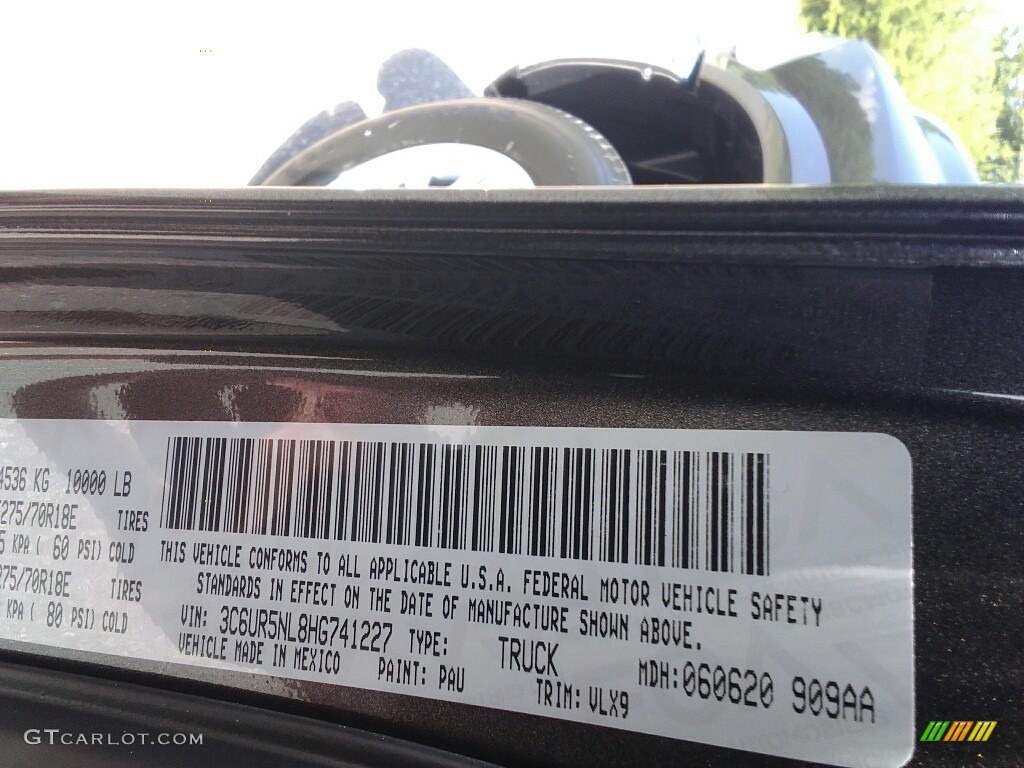 4536 KG 10000 LB
275/70R18E TIRES
5 KPA ( 60 PSI) COLD
275/70R18E TIRES
KPA ( 80 PSI) COLD
THIS VEHICLE CONFORMS TO ALL APPLICABLE U.S.A. FEDERAL MOTOR VEHICLE SAFETY
STANDARDS IN EFFECT ON THE DATE OF MANUFACTURE SHOWN ABOVE.
VIN: 3C6UR5NL8HG741227 TYPE: TRUCK
VEHICLE MADE IN MEXICO PAINT: PAU MDH:060620 909AA
TRIM: VLX9
GTCARLOT.COM